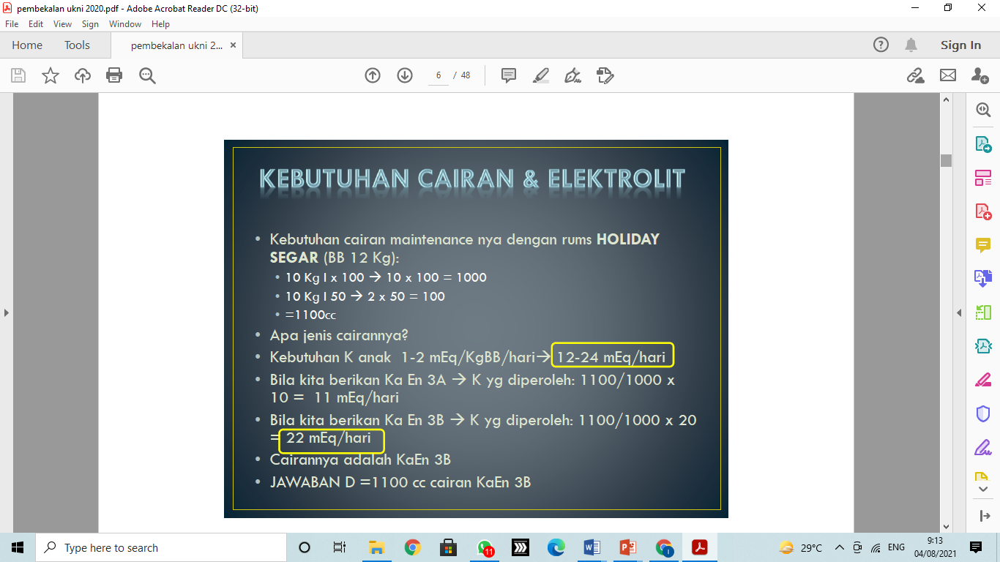 pembekalan ukni 2020.pdf - Adobe Acrobat Reader DC (32-bit)
File Edit View Sign Window Help
Home Tools pembekalan ukni 2... × Sign In
6 / 48
KEBUTUHAN CAIRAN & ELEKTROLIT
• Kebutuhan cairan maintenance nya dengan rums HOLIDAY
SEGAR (BB 12 Kg):
• 10 Kg I x 100 → 10 x 100 = 1000
• 10 Kg I 50 → 2 x 50 = 100
• =1100cc
• Apa jenis cairannya?
• Kebutuhan K anak 1-2 mEq/KgBB/hari→ 12-24 mEq/hari
• Bila kita berikan Ka En 3A → K yg diperoleh: 1100/1000 x
10 = 11 mEq/hari
• Bila kita berikan Ka En 3B → K yg diperoleh: 1100/1000 x 20
= 22 mEq/hari
• Cairannya adalah KaEn 3B
• JAWABAN D =1100 cc cairan KaEn 3B
Type here to search
11
29°C ENG 9:13
04/08/2021